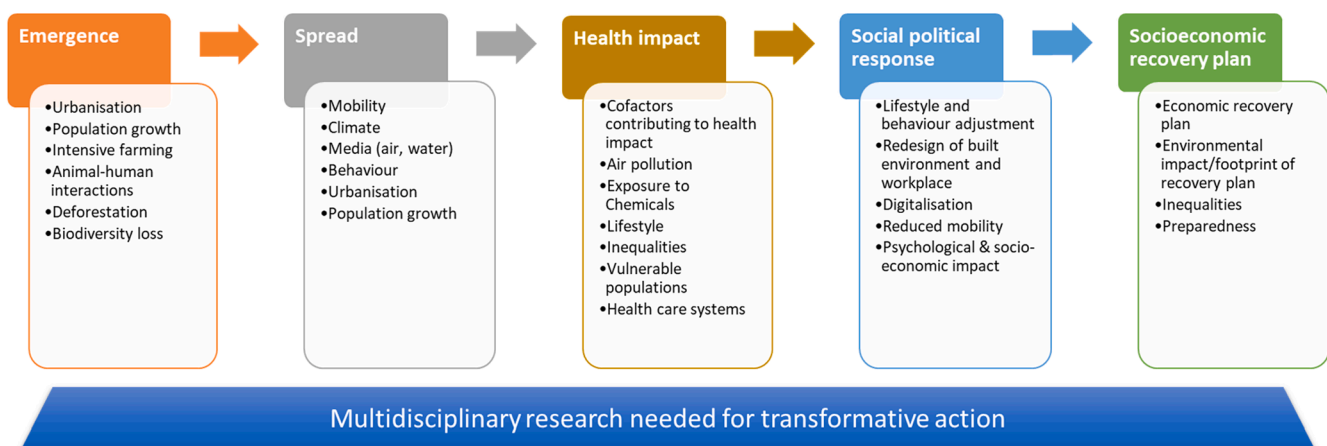 Emergence
•Urbanisation
•Population growth
•Intensive farming
•Animal-human
interactions
•Deforestation
•Biodiversity loss
Spread
•Mobility
•Climate
•Media (air, water)
•Behaviour
•Urbanisation
•Population growth
Health impact
•Cofactors
contributing to health
impact
•Air pollution
•Exposure to
Chemicals
•Lifestyle
•Inequalities
•Vulnerable
populations
•Health care systems
Social political
response
•Lifestyle and
behaviour adjustment
•Redesign of built
environment and
workplace
•Digitalisation
•Reduced mobility
•Psychological & socio-
economic impact
Socioeconomic
recovery plan
•Economic recovery
plan
•Environmental
impact/footprint of
recovery plan
•Inequalities
•Preparedness
Multidisciplinary research needed for transformative action